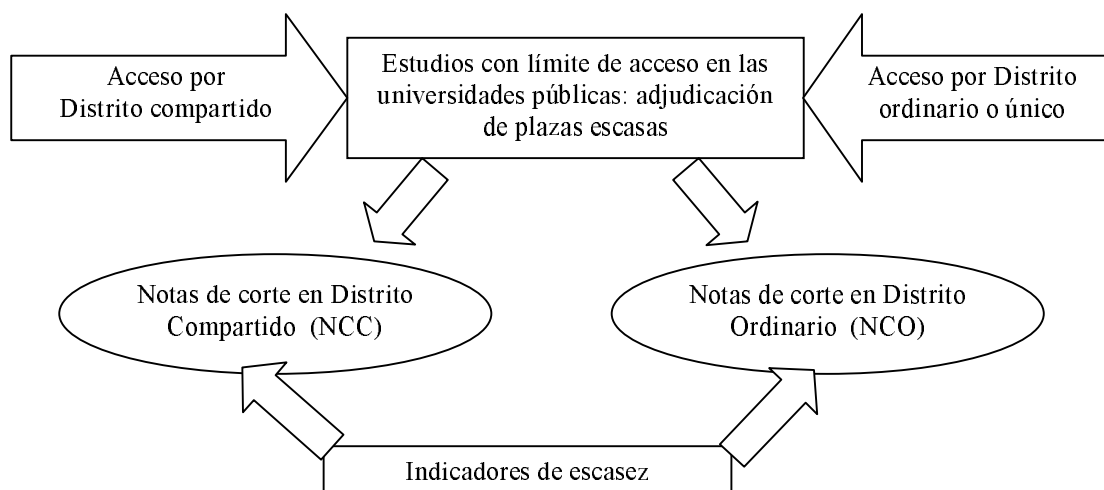 Acceso por
Distrito compartido
Estudios con límite de acceso en las
universidades públicas: adjudicación
de plazas escasas
Acceso por Distrito
ordinario o único
Notas de corte en Distrito
Compartido (NCC)
Notas de corte en Distrito
Ordinario (NCO)
Indicadores de escasez